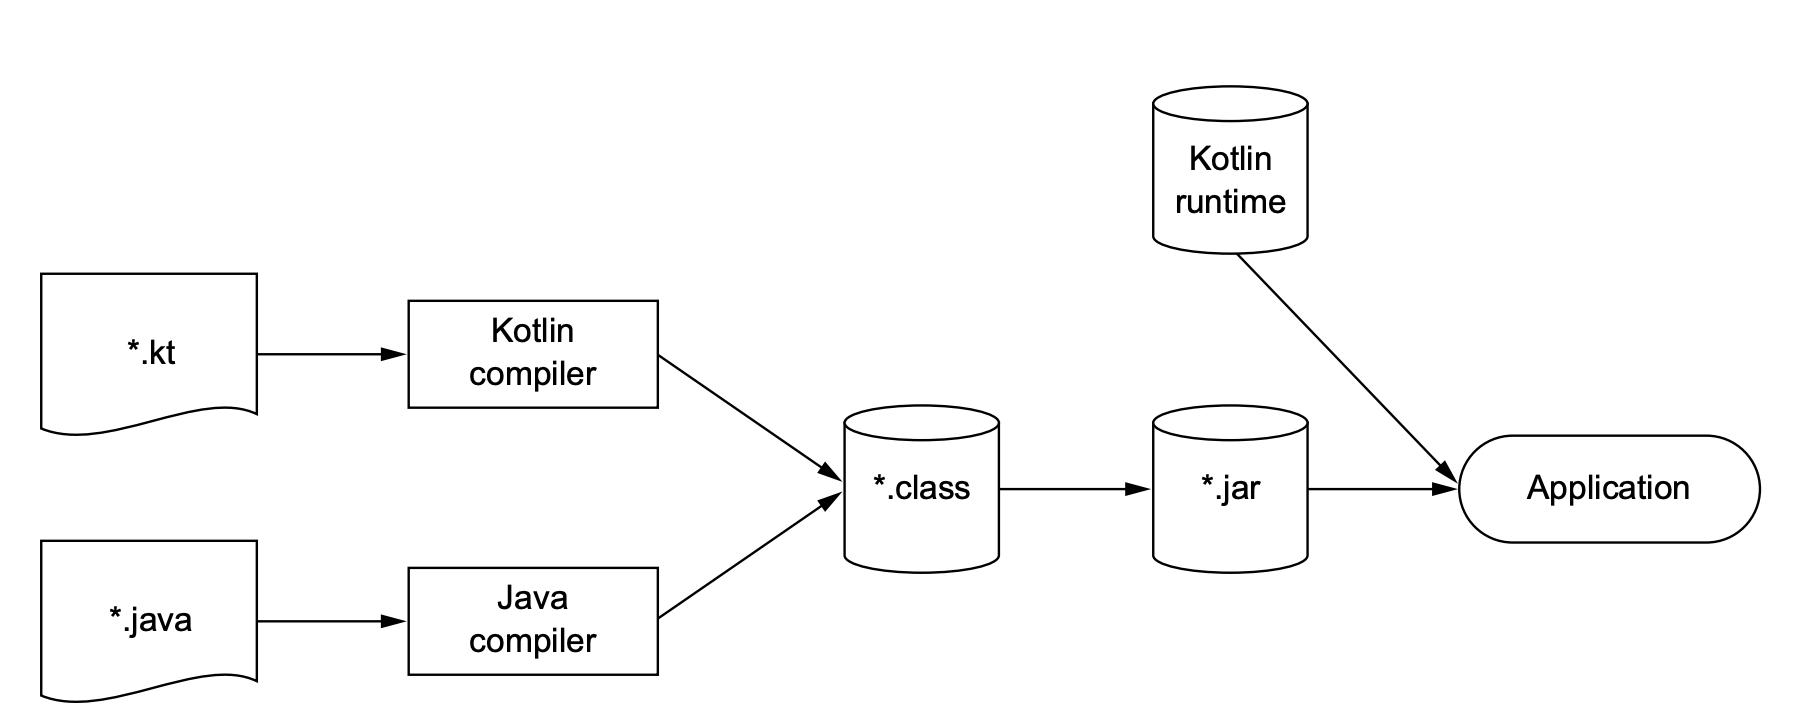 Kotlin
runtime
*.kt
Kotlin
compiler
*.class
*.jar
Application
*.java
Java
compiler